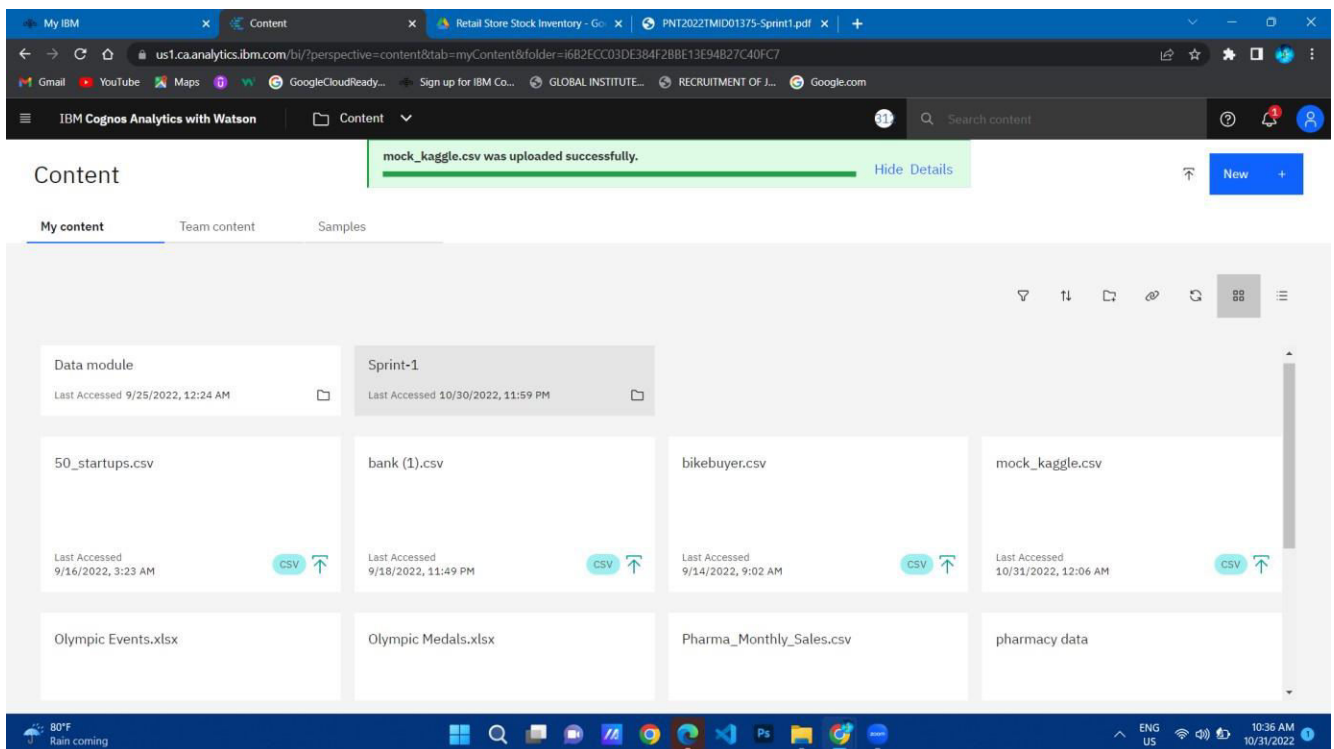 My IBM
Content
Retail Store Stock Inventory - Go
PNT2022TMID01375-Sprint1.pdf
us1.ca.analytics.ibm.com/bi/?perspective=content&tab=myContent&folder=i6B2ECC03DE384F2BBE13E94B27C40FC7
Gmail YouTube Maps GoogleCloudReady... Sign up for IBM Co... GLOBAL INSTITUTE... RECRUITMENT OF J... Google.com
IBM Cognos Analytics with Watson Content Search content 1
mock_kaggle.csv was uploaded successfully.
Hide Details
Content
New +
My content Team content Samples
Data module Sprint-1
Last Accessed 9/25/2022, 12:24 AM Last Accessed 10/30/2022, 11:59 PM
50_startups.csv bank (1).csv bikebuyer.csv mock_kaggle.csv
Last Accessed Last Accessed Last Accessed Last Accessed
9/16/2022, 3:23 AM CSV 9/18/2022, 11:49 PM CSV 9/14/2022, 9:02 AM CSV 10/31/2022, 12:06 AM CSV
Olympic Events.xlsx Olympic Medals.xlsx Pharma_Monthly_Sales.csv pharmacy data
80°F ENG 10:36 AM
Rain coming Ps zoom US 10/31/2022 1